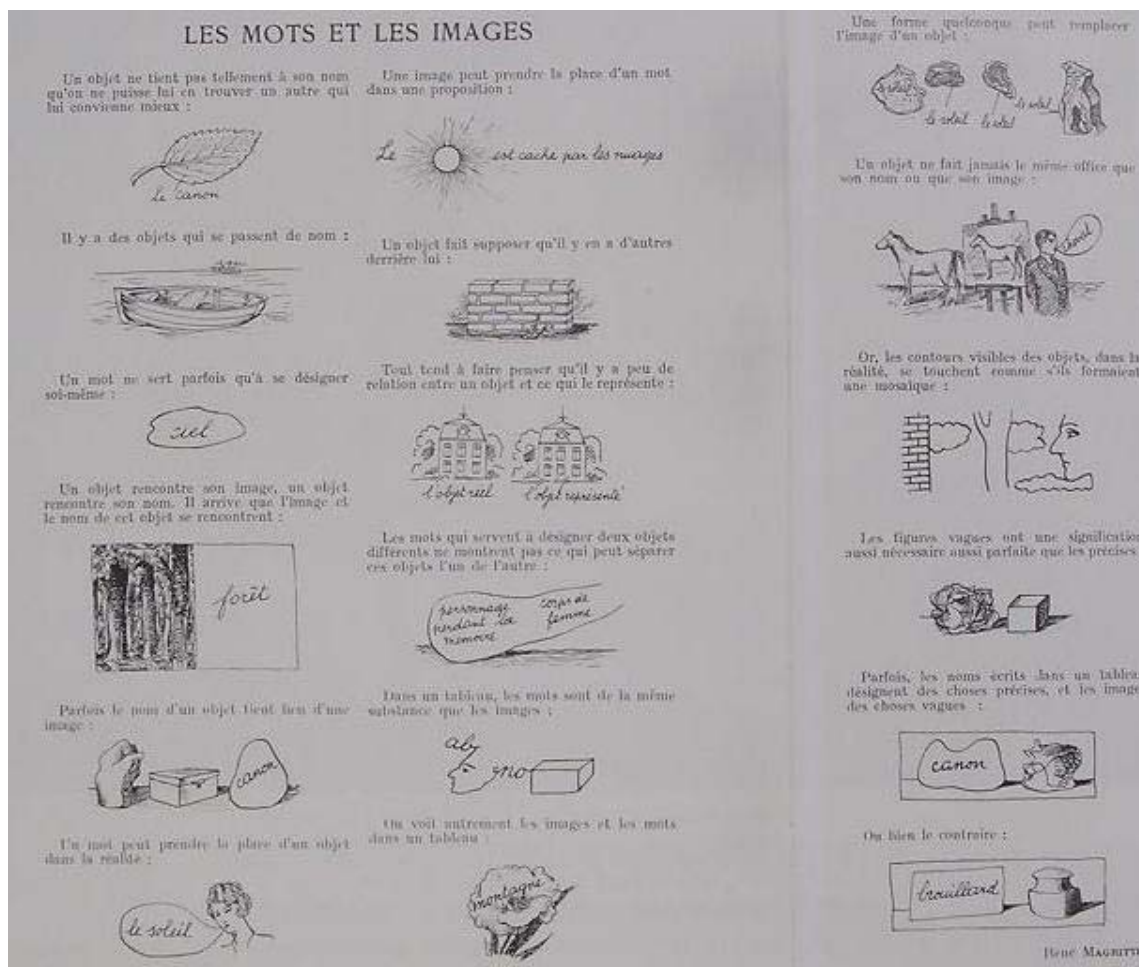 LES MOTS ET LES IMAGES
Un objet ne tient pas tellement à son nom
qu'on ne puisse lui en trouver un autre qui
lui convienne mieux :
le canon
Il y a des objets qui se passent de nom :
Un mot ne sert parfois qu'à se désigner
soi-même :
ciel
Un objet rencontre son image, un objet
rencontre son nom. Il arrive que l'image et
le nom de cet objet se rencontrent :
forêt
Parfois le nom d'un objet tient lieu d'une
image :
canon
Un mot peut prendre la place d'un objet
dans la réalité :
le soleil
Une image peut prendre la place d'un mot
dans une proposition :
Le est caché par les nuages
Un objet fait supposer qu'il y en a d'autres
derrière lui :
Tout tend à faire penser qu'il y a peu de
relation entre un objet et ce qui le représente :
l'objet réel l'objet représenté
Les mots qui servent à désigner deux objets
différents ne montrent pas ce qui peut séparer
ces objets l'un de l'autre :
personnage corps de
perdant la femme
mémoire
Dans un tableau, les mots sont de la même
substance que les images :
no
On voit autrement les images et les mots
dans un tableau :
montagne
Une forme quelconque peut remplacer
l'image d'un objet :
le soleil
le soleil
le soleil
le soleil
Un objet ne fait jamais le même office que
son nom ou que son image :
cheval
Or, les contours visibles des objets, dans la
réalité, se touchent comme s'ils formaient
une mosaïque :
Les figures vagues ont une signification
aussi nécessaire aussi parfaite que les précises
Parfois, les noms écrits dans un tableau
désignent des choses précises, et les images
des choses vagues :
canon
Ou bien le contraire :
brouillard
René MAGRITTE